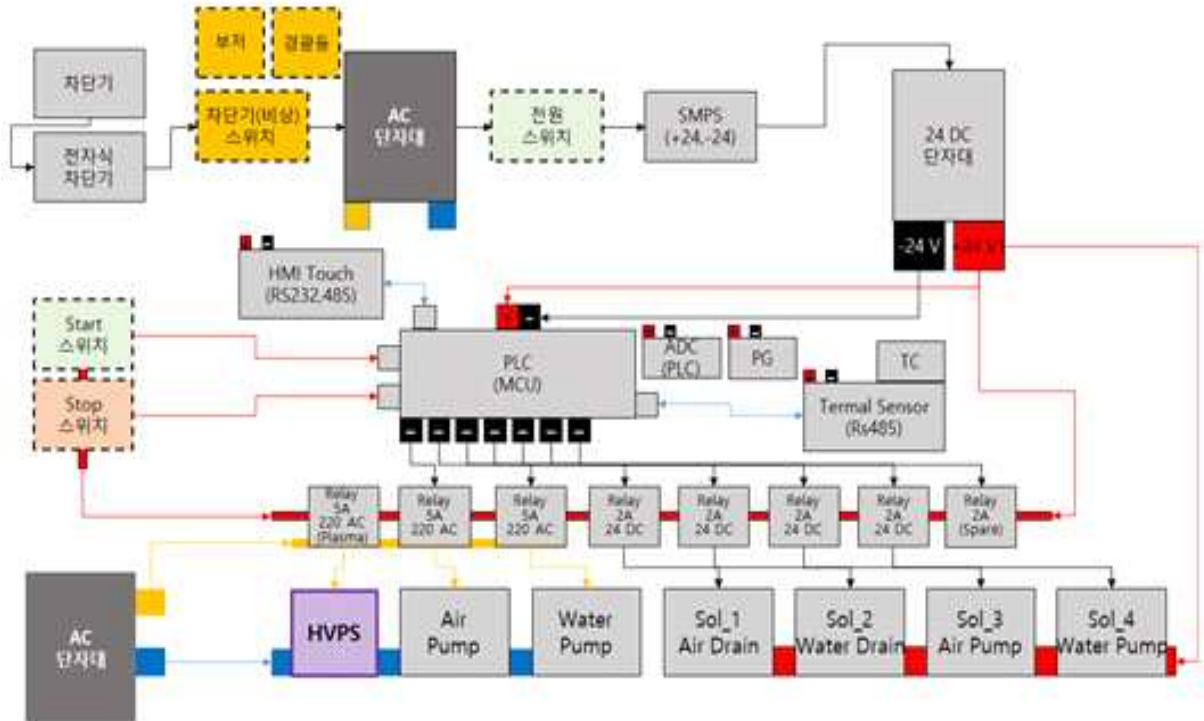 부저
경광등
차단기
전자식
차단기
차단기(비상)
스위치
AC
단자대
전원
스위치
SMPS
(+24,-24)
24 DC
단자대
-24 V
+24 V
HMI Touch
(RS232,485)
Start
스위치
Stop
스위치
PLC
(MCU)
ADC
(PLC)
PG
TC
Termal Sensor
(Rs485)
Relay
5A
220 AC
(Plasma)
Relay
5A
220 AC
Relay
5A
220 AC
Relay
2A
24 DC
Relay
2A
24 DC
Relay
2A
24 DC
Relay
2A
24 DC
Relay
2A
(Spare)
AC
단자대
HVPS
Air
Pump
Water
Pump
Sol_1
Air Drain
Sol_2
Water Drain
Sol_3
Air Pump
Sol_4
Water Pump